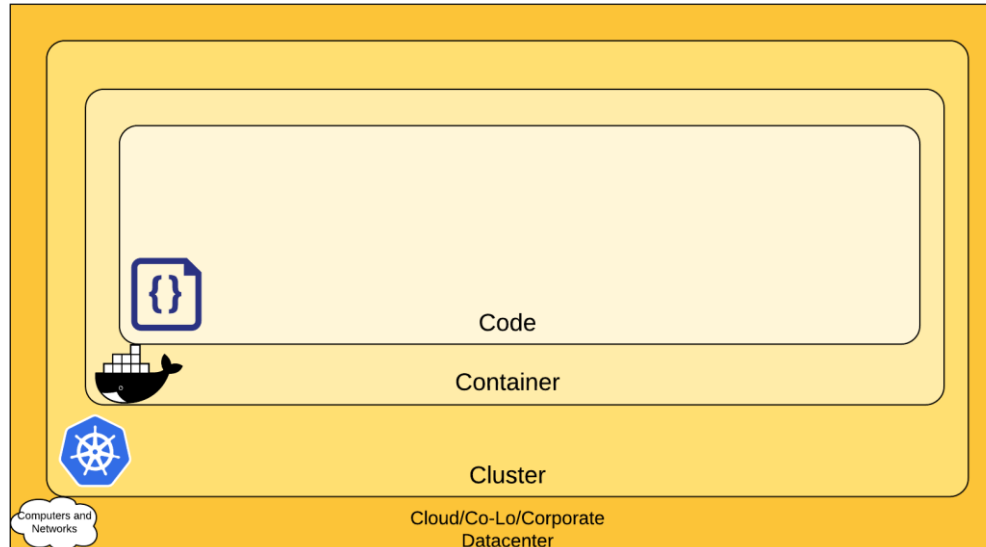 {}
Code
Container
Cluster
Computers and
Networks
Cloud/Co-Lo/Corporate
Datacenter